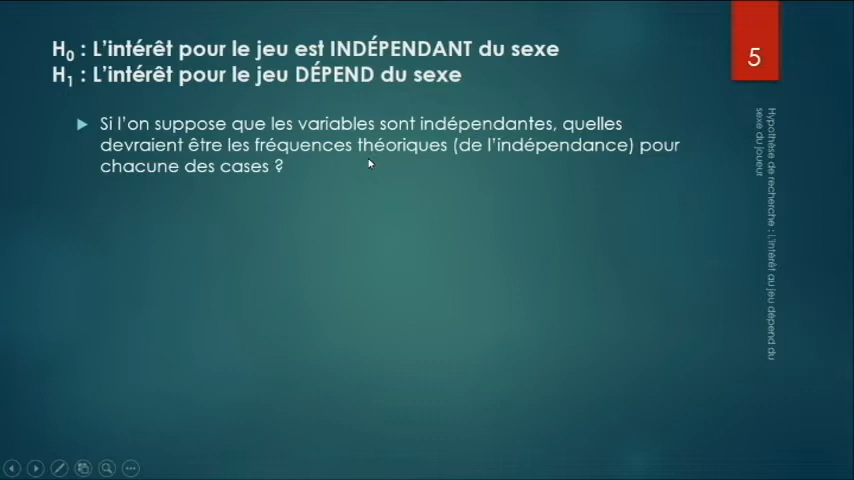 H₀ : L'intérêt pour le jeu est INDÉPENDANT du sexe
H₁ : L'intérêt pour le jeu DÉPEND du sexe
5
Si l'on suppose que les variables sont indépendantes, quelles
devraient être les fréquences théoriques (de l'indépendance) pour
chacune des cases ?
Hypothèse de recherche : L'intérêt au jeu dépend du
sexe du joueur